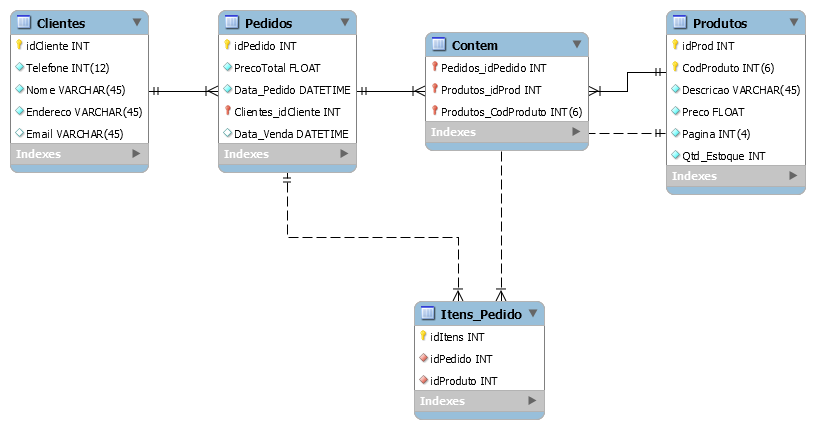 Clientes
idCliente INT
Telefone INT(12)
Nome VARCHAR(45)
Endereco VARCHAR(45)
Email VARCHAR(45)
Indexes
Pedidos
idPedido INT
PrecoTotal FLOAT
Data_Pedido DATETIME
Clientes_idCliente INT
Data_Venda DATETIME
Indexes
Contem
Pedidos_idPedido INT
Produtos_idProd INT
Produtos_CodProduto INT(6)
Indexes
Produtos
idProd INT
CodProduto INT(6)
Descricao VARCHAR(45)
Preco FLOAT
Pagina INT(4)
Qtd_Estoque INT
Indexes
Itens_Pedido
idItens INT
idPedido INT
idProduto INT
Indexes